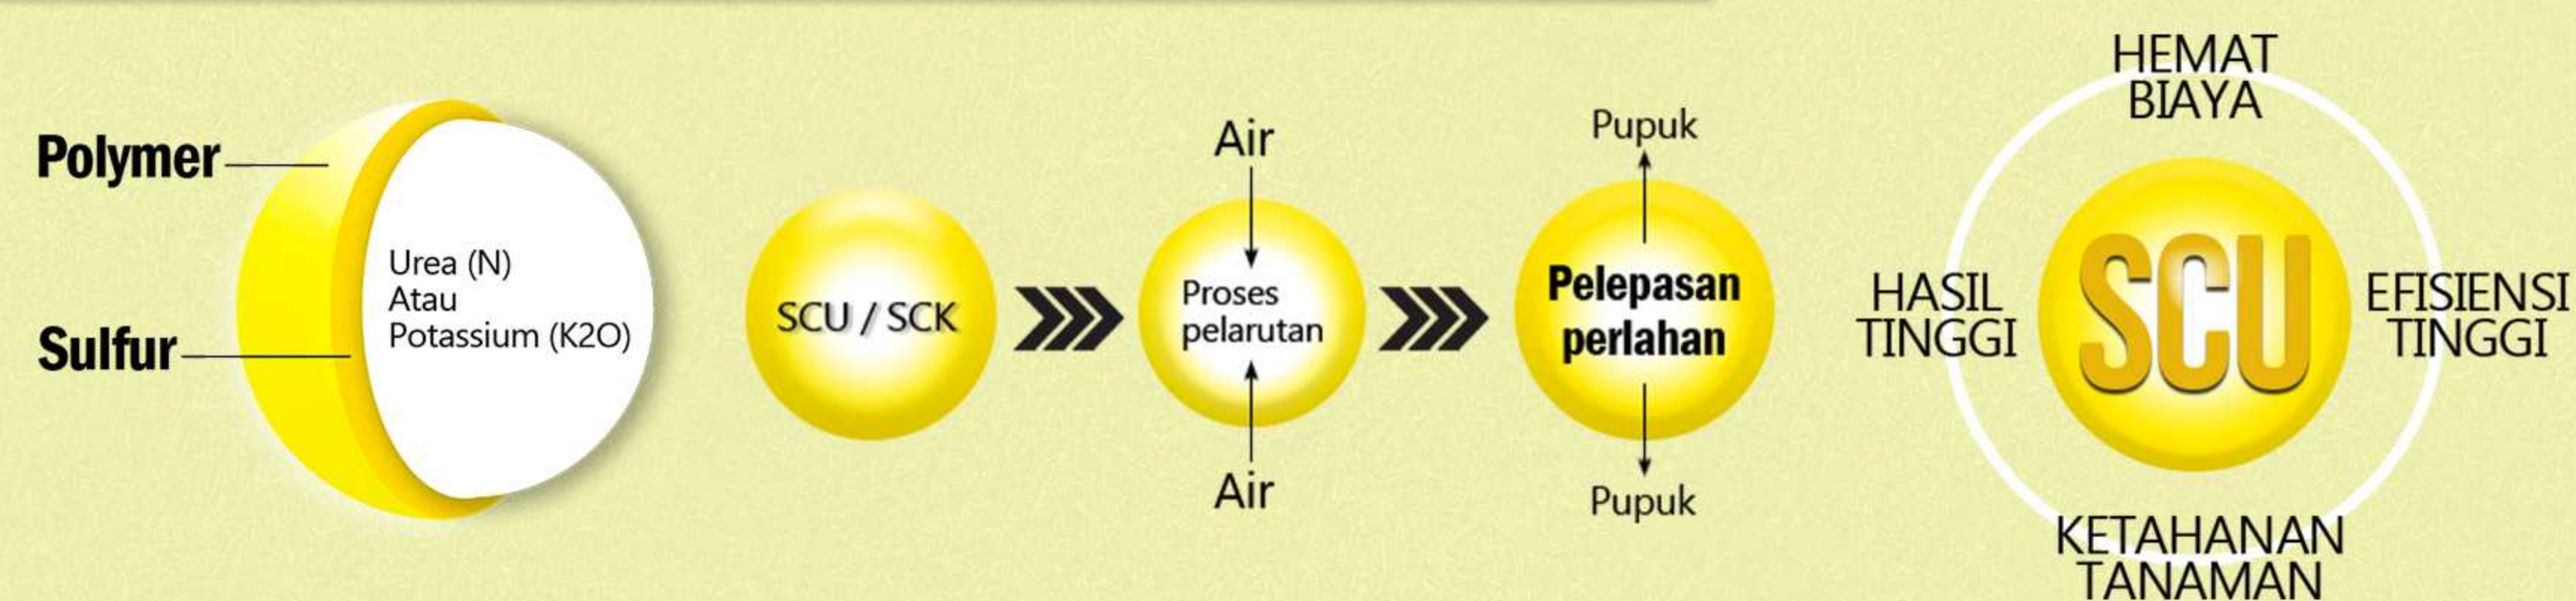 Polymer
Sulfur
Urea (N)
Atau
Potassium (K2O)
SCU / SCK
Air
Proses
pelarutan
Air
Pupuk
Pelepasan
perlahan
Pupuk
HEMAT
BIAYA
HASIL
TINGGI
SCU
EFISIENSI
TINGGI
KETAHANAN
TANAMAN